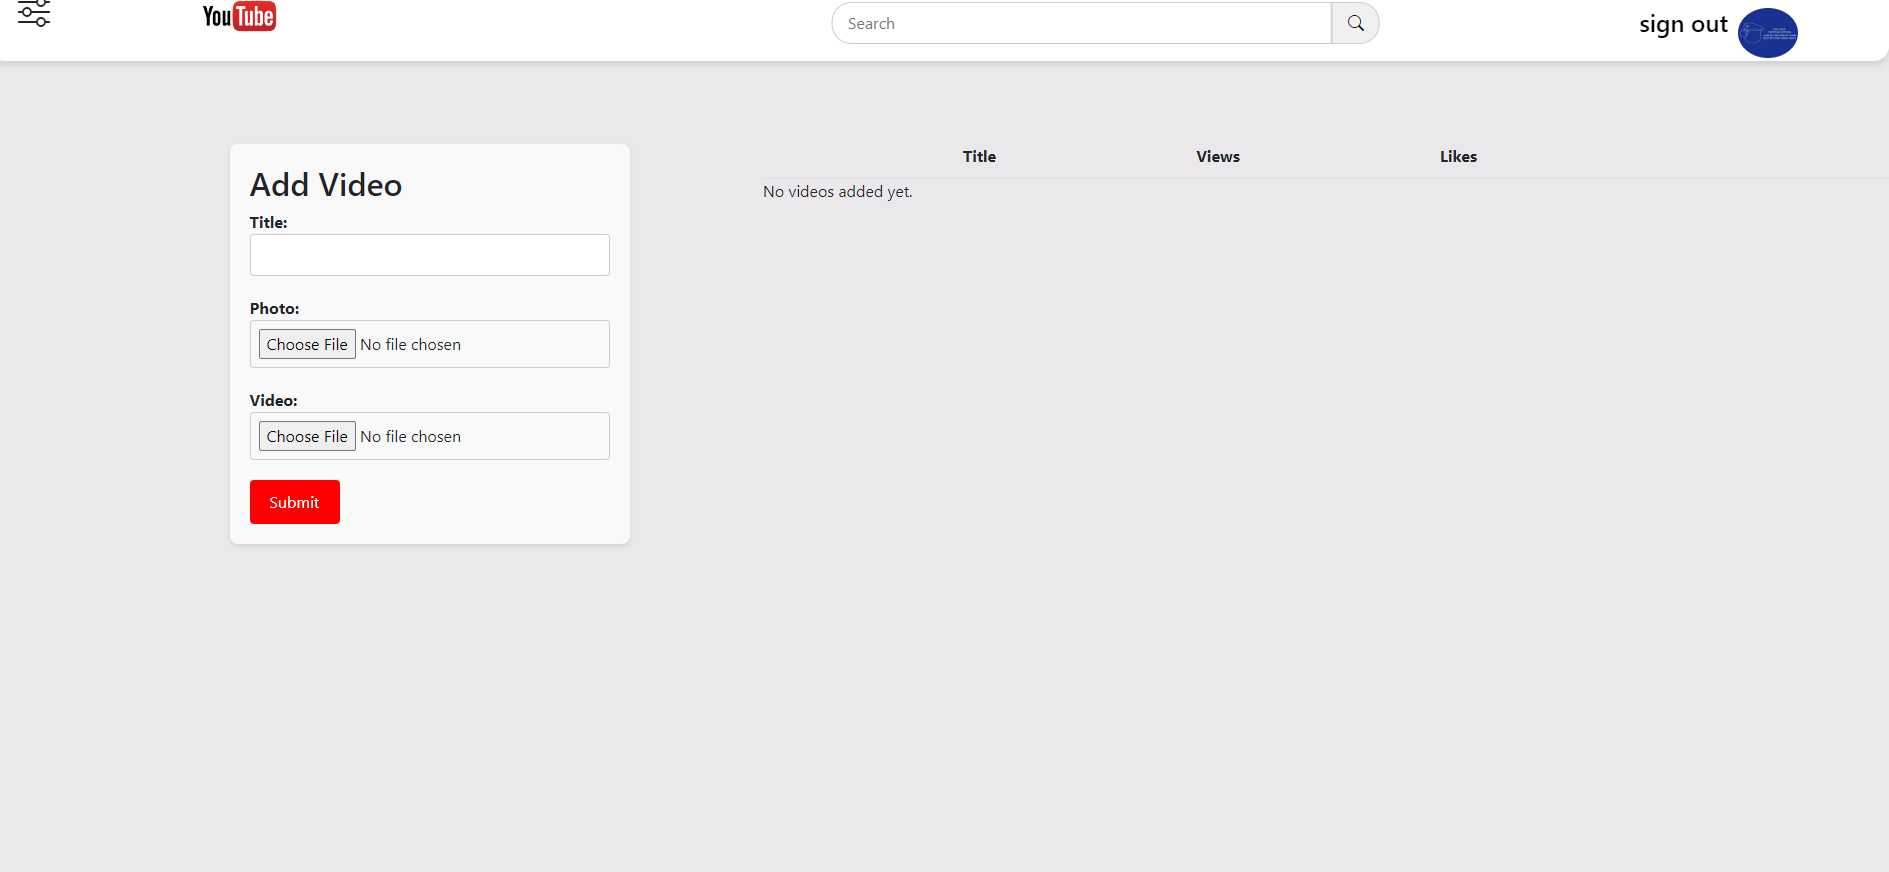 YouTube
Search
sign out
Add Video
Title:
Photo:
Choose File No file chosen
Video:
Choose File No file chosen
Submit
Title Views Likes
No videos added yet.